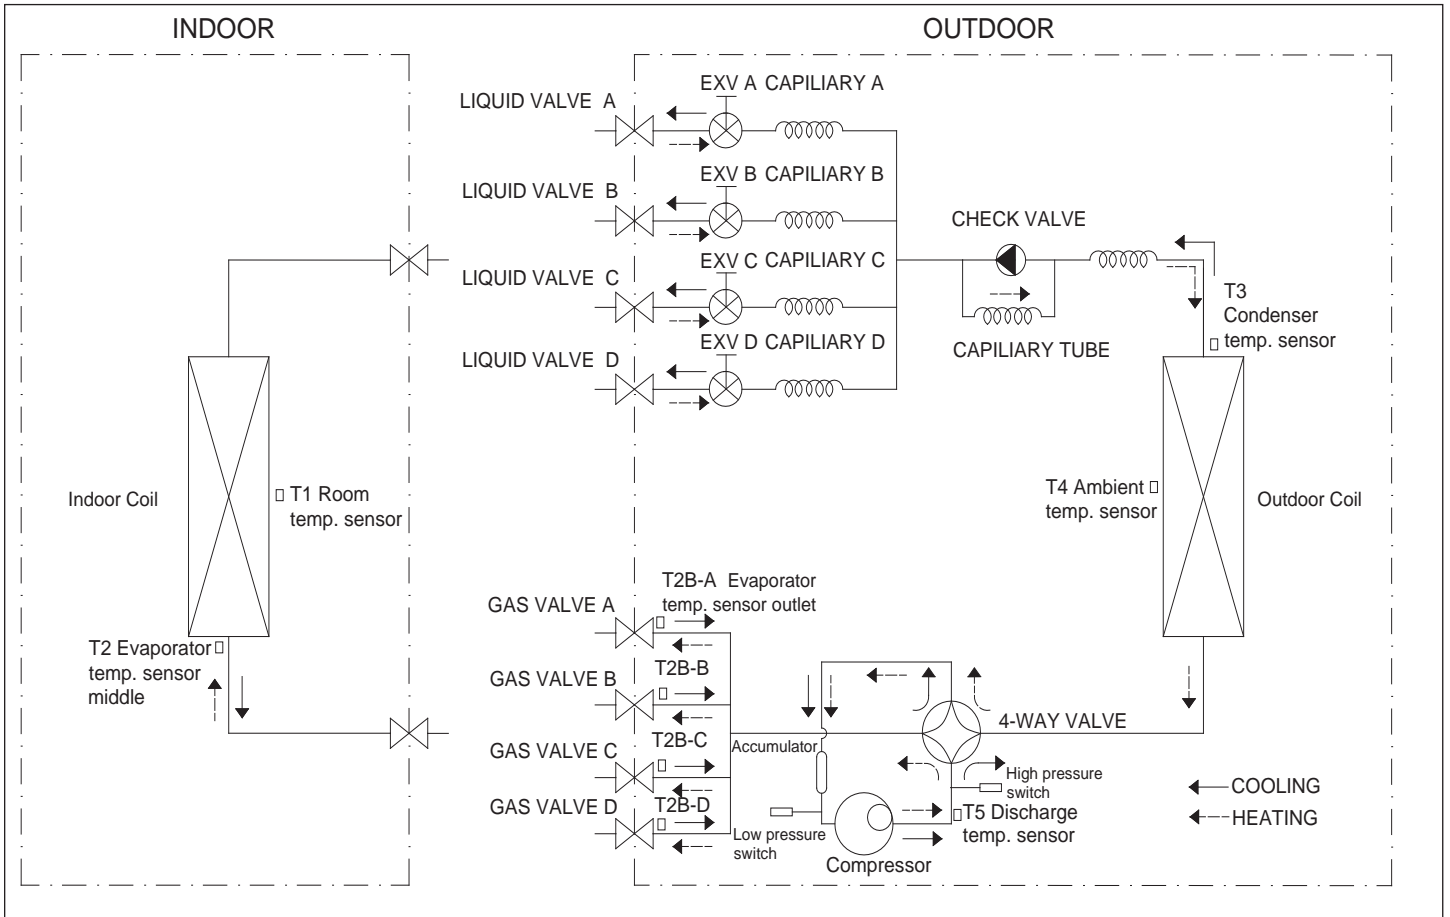 INDOOR
OUTDOOR
EXV A CAPILIARY A
LIQUID VALVE A
EXV B CAPILIARY B
LIQUID VALVE B
EXV C CAPILIARY C
LIQUID VALVE C
EXV D CAPILIARY D
LIQUID VALVE D
CHECK VALVE
CAPILIARY TUBE
T3
Condenser
temp. sensor
Indoor Coil
T1 Room
temp. sensor
T4 Ambient
temp. sensor
Outdoor Coil
T2 Evaporator
temp. sensor
middle
T2B-A Evaporator
temp. sensor outlet
GAS VALVE A
T2B-B
GAS VALVE B
T2B-C
GAS VALVE C
T2B-D
GAS VALVE D
Accumulator
4-WAY VALVE
High pressure
switch
Low pressure
switch
T5 Discharge
temp. sensor
Compressor
COOLING
HEATING